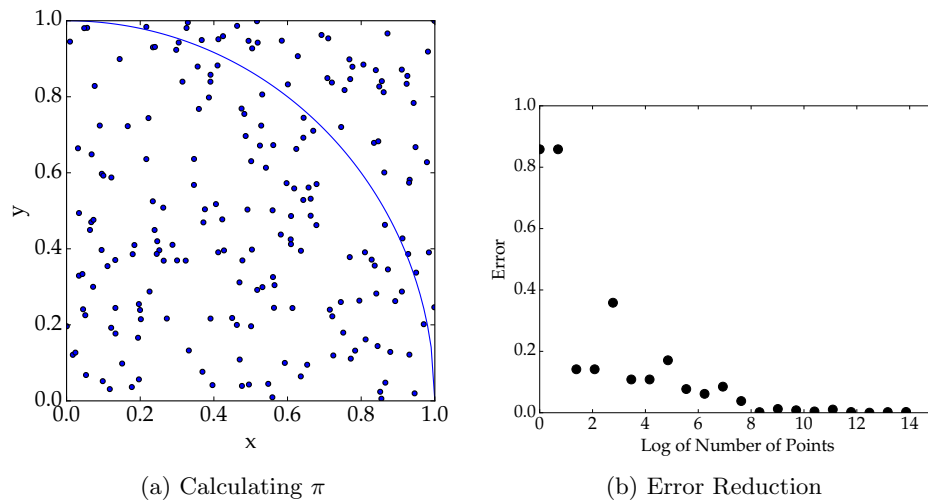 1.0
0.8
0.6
0.4
0.2
0.0
y
0.0 0.2 0.4 0.6 0.8 1.0
x
(a) Calculating π
1.0
0.8
0.6
0.4
0.2
0.0
Error
0 2 4 6 8 10 12 14
Log of Number of Points
(b) Error Reduction